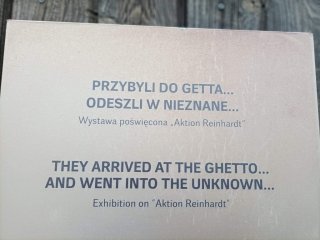 PRZYBYLI DO GETTA...
ODESZLI W NIEZNANE...
Wystawa poświęcona „Aktion Reinhardt”
THEY ARRIVED AT THE GHETTO...
AND WENT INTO THE UNKNOWN...
Exhibition on “Aktion Reinhardt”